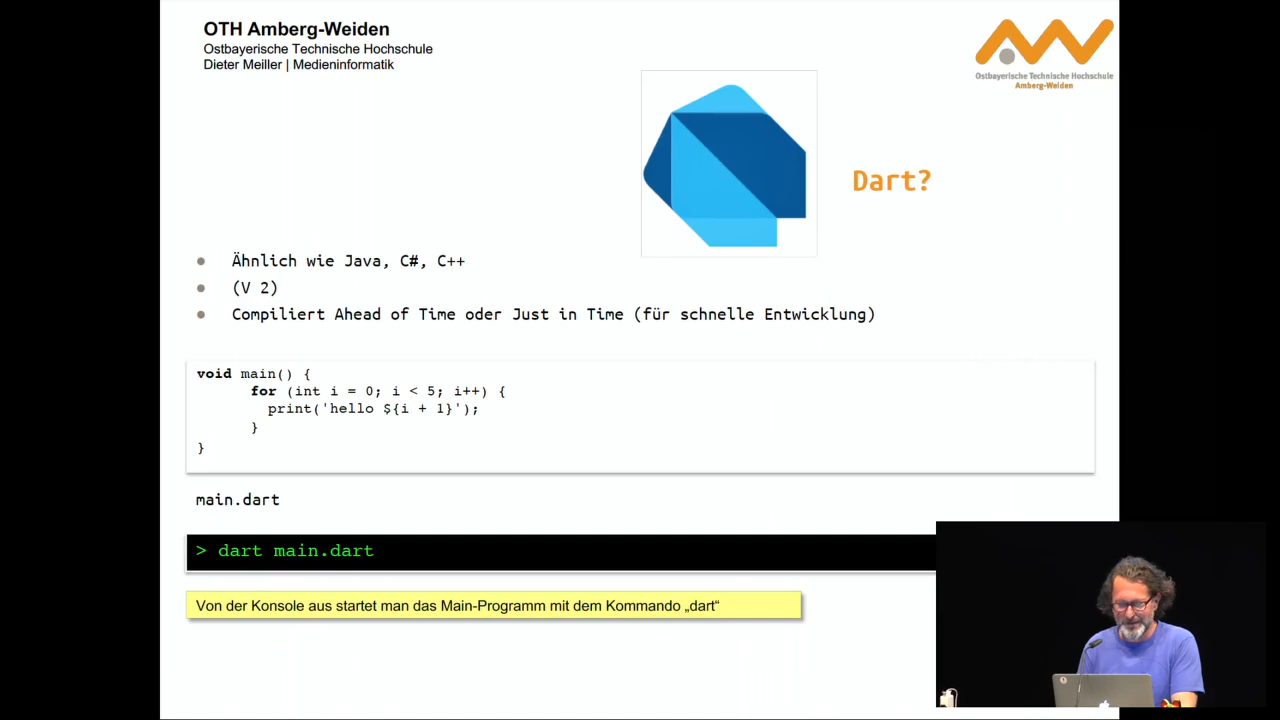 OTH Amberg-Weiden
Ostbayerische Technische Hochschule
Dieter Meiller | Medieninformatik
Ostbayerische Technische Hochschule
Amberg-Weiden
Dart?
Ähnlich wie Java, C#, C++
(V 2)
Compiliert Ahead of Time oder Just in Time (für schnelle Entwicklung)
void main() {
for (int i = 0; i < 5; i++) {
print('hello ${i + 1}');
}
}
main.dart
> dart main.dart
Von der Konsole aus startet man das Main-Programm mit dem Kommando „dart“